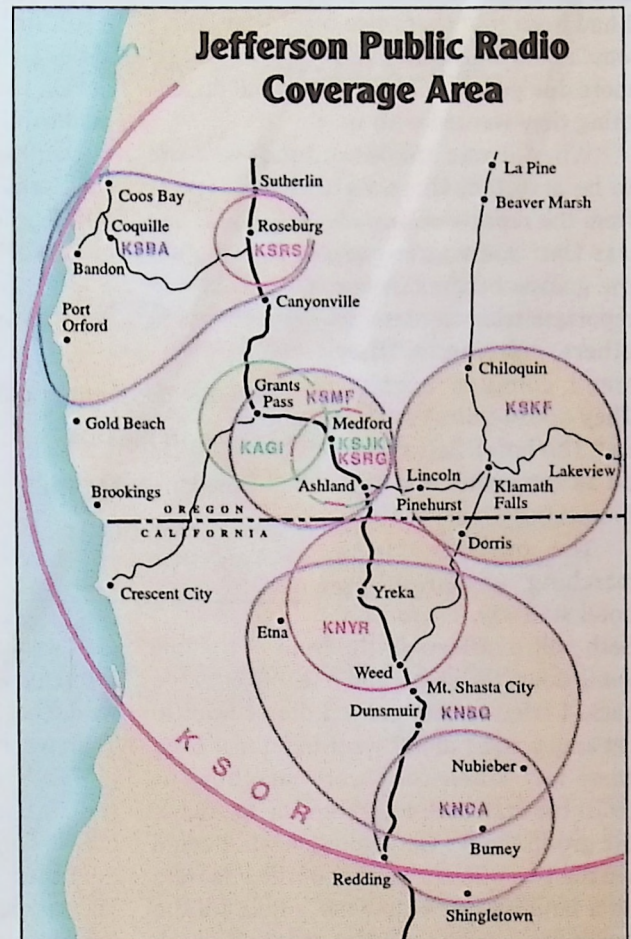 Jefferson Public Radio
Coverage Area
La Pine
Beaver Marsh
Sutherlin
Coos Bay
Roseburg
Coquille
KSBA
KSRS
Bandon
Canyonville
Port
Orford
Chiloquin
Grants
Pass
KSMF
KSKF
Gold Beach
Medford
KAGI
KSJK
KSRG
Lakeview
Ashland
Lincoln
Klamath
Falls
Pinehurst
Brookings
OREGON
CALIFORNIA
Dorris
Crescent City
Yreka
Etna
KNYR
Weed
Mt. Shasta City
Dunsmuir
KNSQ
KSOR
Nubieber
KNCA
Burney
Redding
Shingletown